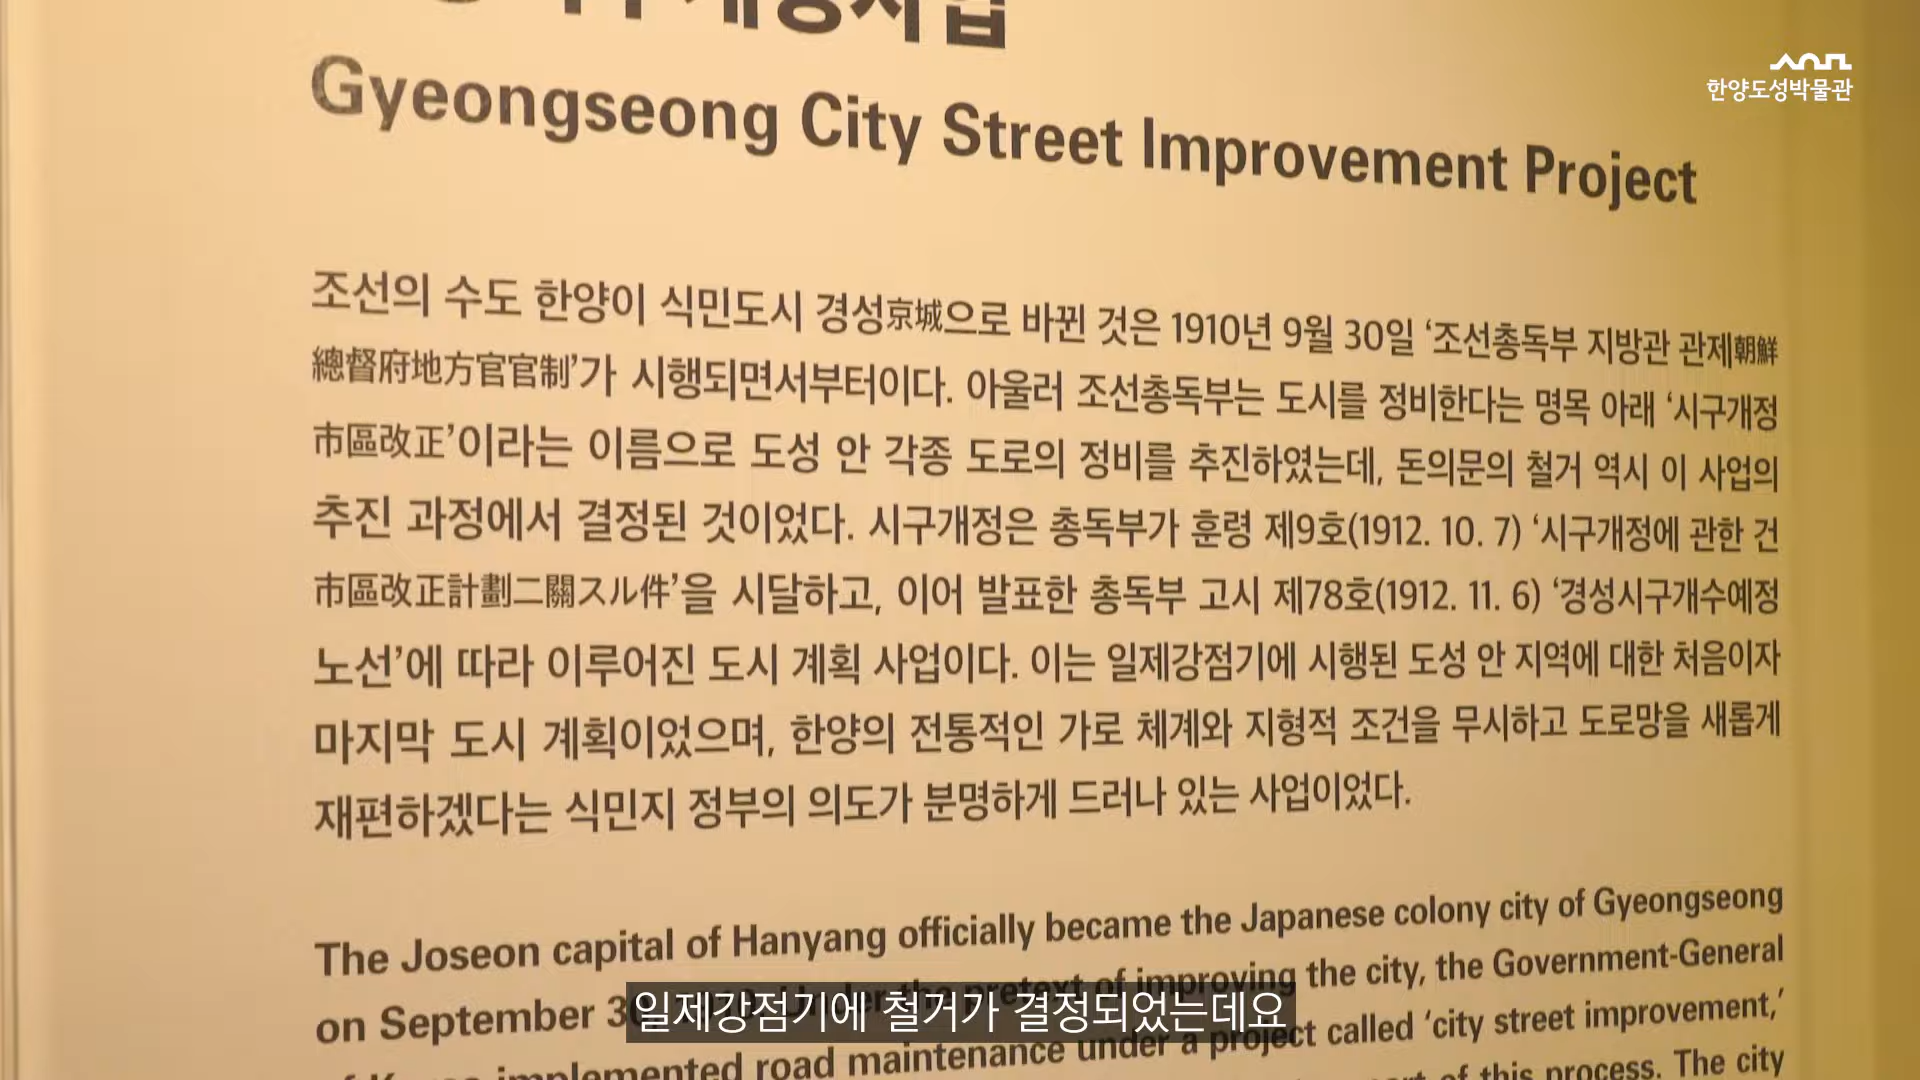 Gyeongseong City Street Improvement Project
한양도성박물관
조선의 수도 한양이 식민도시 경성京城으로 바뀐 것은 1910년 9월 30일 ‘조선총독부 지방관 관제朝鮮
總督府地方官官制’가 시행되면서부터이다. 아울러 조선총독부는 도시를 정비한다는 명목 아래 ‘시구개정
市區改正’이라는 이름으로 도성 안 각종 도로의 정비를 추진하였는데, 돈의문의 철거 역시 이 사업의
추진 과정에서 결정된 것이었다. 시구개정은 총독부가 훈령 제9호(1912. 10. 7) ‘시구개정에 관한 건
市區改正計劃二關スル件’을 시달하고, 이어 발표한 총독부 고시 제78호(1912. 11. 6) ‘경성시구개수예정
노선’에 따라 이루어진 도시 계획 사업이다. 이는 일제강점기에 시행된 도성 안 지역에 대한 처음이자
마지막 도시 계획이었으며, 한양의 전통적인 가로 체계와 지형적 조건을 무시하고 도로망을 새롭게
재편하겠다는 식민지 정부의 의도가 분명하게 드러나 있는 사업이었다.
The Joseon capital of Hanyang officially became the Japanese colony city of Gyeongseong
on September the pretext of improving the city, the Government-General
일제강점기에 철거가 결정되었는데요
implemented road maintenance under a project called ‘city street improvement,’
of this process. The city